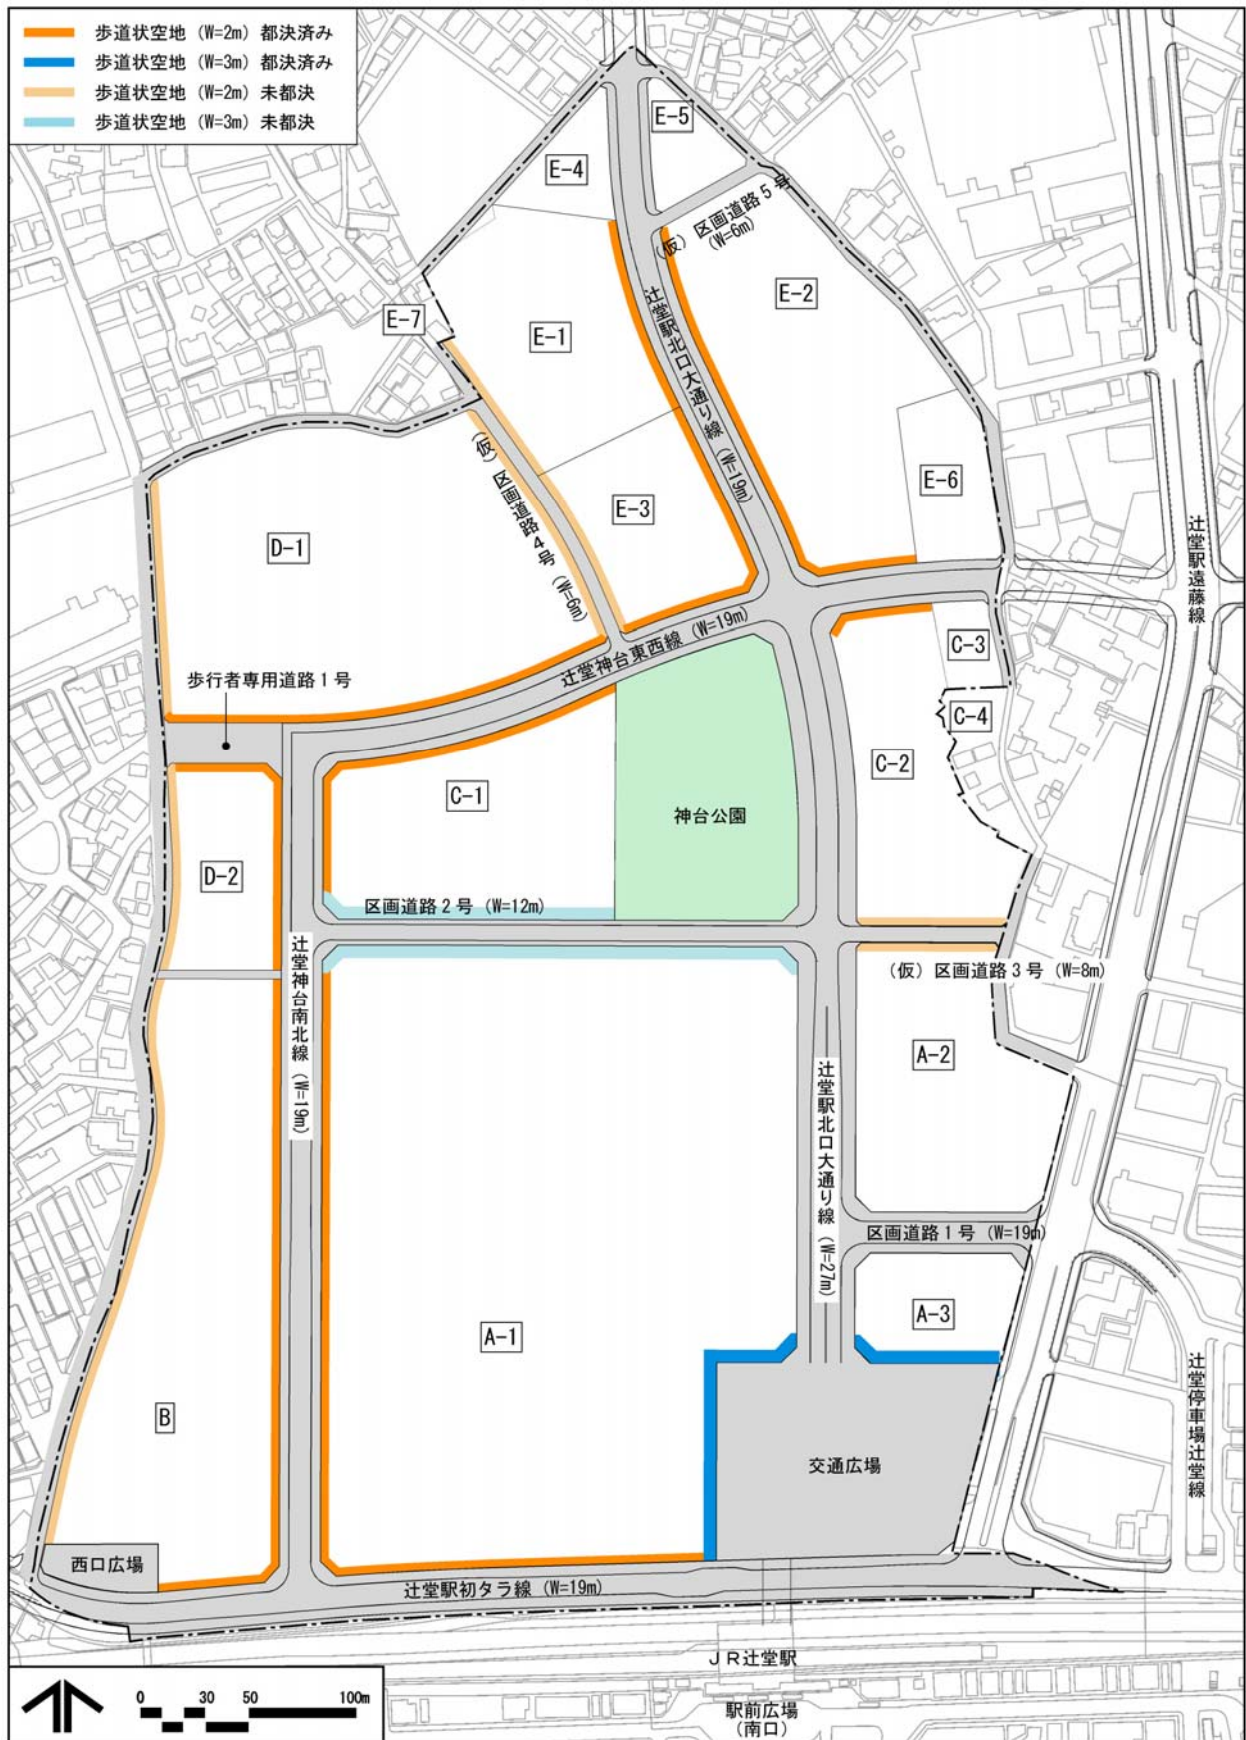 歩道状空地 (W=2m) 都決済み
歩道状空地 (W=3m) 都決済み
歩道状空地 (W=2m) 未都決
歩道状空地 (W=3m) 未都決
E-5
E-4
(仮) 区画道路5号
(W=6m)
E-2
E-7
E-1
辻堂駅北口大通り線 (W=19m)
(仮) 区画道路4号 (W=6m)
E-6
E-3
D-1
辻堂駅遠藤線
辻堂神台東西線 (W=19m)
C-3
歩行者専用道路1号
C-4
C-2
C-1
神台公園
D-2
区画道路2号 (W=12m)
辻堂神台南北線 (W=19m)
(仮) 区画道路3号 (W=8m)
A-2
辻堂駅北口大通り線 (W=27m)
区画道路1号 (W=19m)
A-3
A-1
辻堂停車場辻堂線
B
交通広場
西口広場
辻堂駅初タラ線 (W=19m)
JR辻堂駅
0 30 50 100m
駅前広場
(南口)